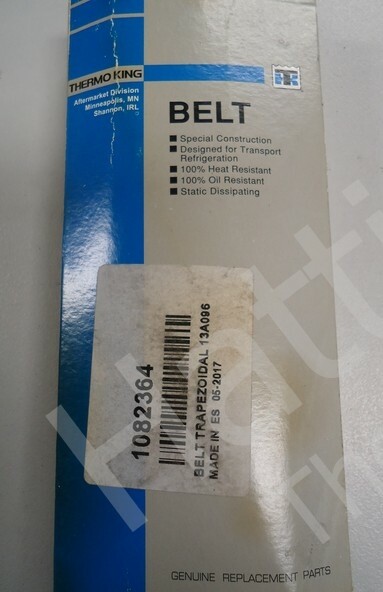 THERMO KING
Aftermarket Division
Minneapolis, MN
Shannon, IRL
BELT
■ Special Construction
■ Designed for Transport
Refrigeration
■ 100% Heat Resistant
■ 100% Oil Resistant
■ Static Dissipating
1082364
BELT TRAPEZOIDAL 13A096
MADE IN ES 05-2017
GENUINE REPLACEMENT PARTS